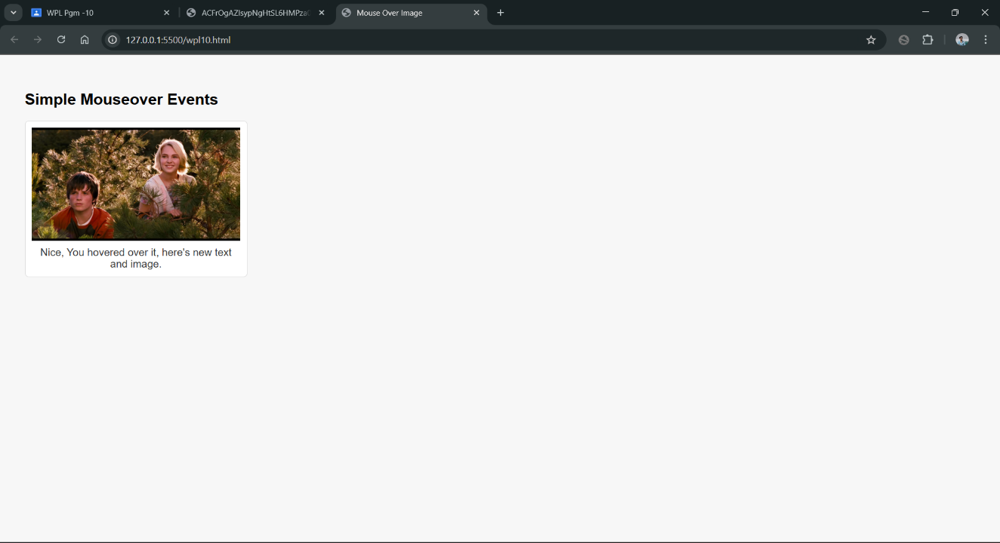 WPL Pgm -10
ACFrOgAZlsypNgHtSL6HMPza
Mouse Over Image
127.0.0.1:5500/wpl10.html
Simple Mouseover Events
Nice, You hovered over it, here's new text
and image.